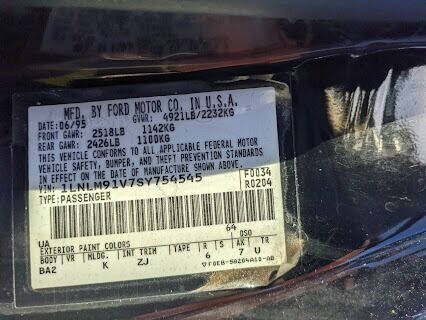 MFD. BY FORD MOTOR CO. IN U.S.A.
DATE: 06/95 GVWR: 4921LB/2232KG
FRONT GAWR: 2518LB 1142KG
REAR GAWR: 2426LB 1100KG
THIS VEHICLE CONFORMS TO ALL APPLICABLE FEDERAL MOTOR
VEHICLE SAFETY, BUMPER, AND THEFT PREVENTION STANDARDS
IN EFFECT ON THE DATE OF MANUFACTURE SHOWN ABOVE.
VIN: 1LNLM91V7SY754545 F0034
TYPE: PASSENGER R0204
UA 64 DSO
EXTERIOR PAINT COLORS
BODY VR MK INT TRIM TAPE R S AX TR
BA2 K ZJ 6 7 U